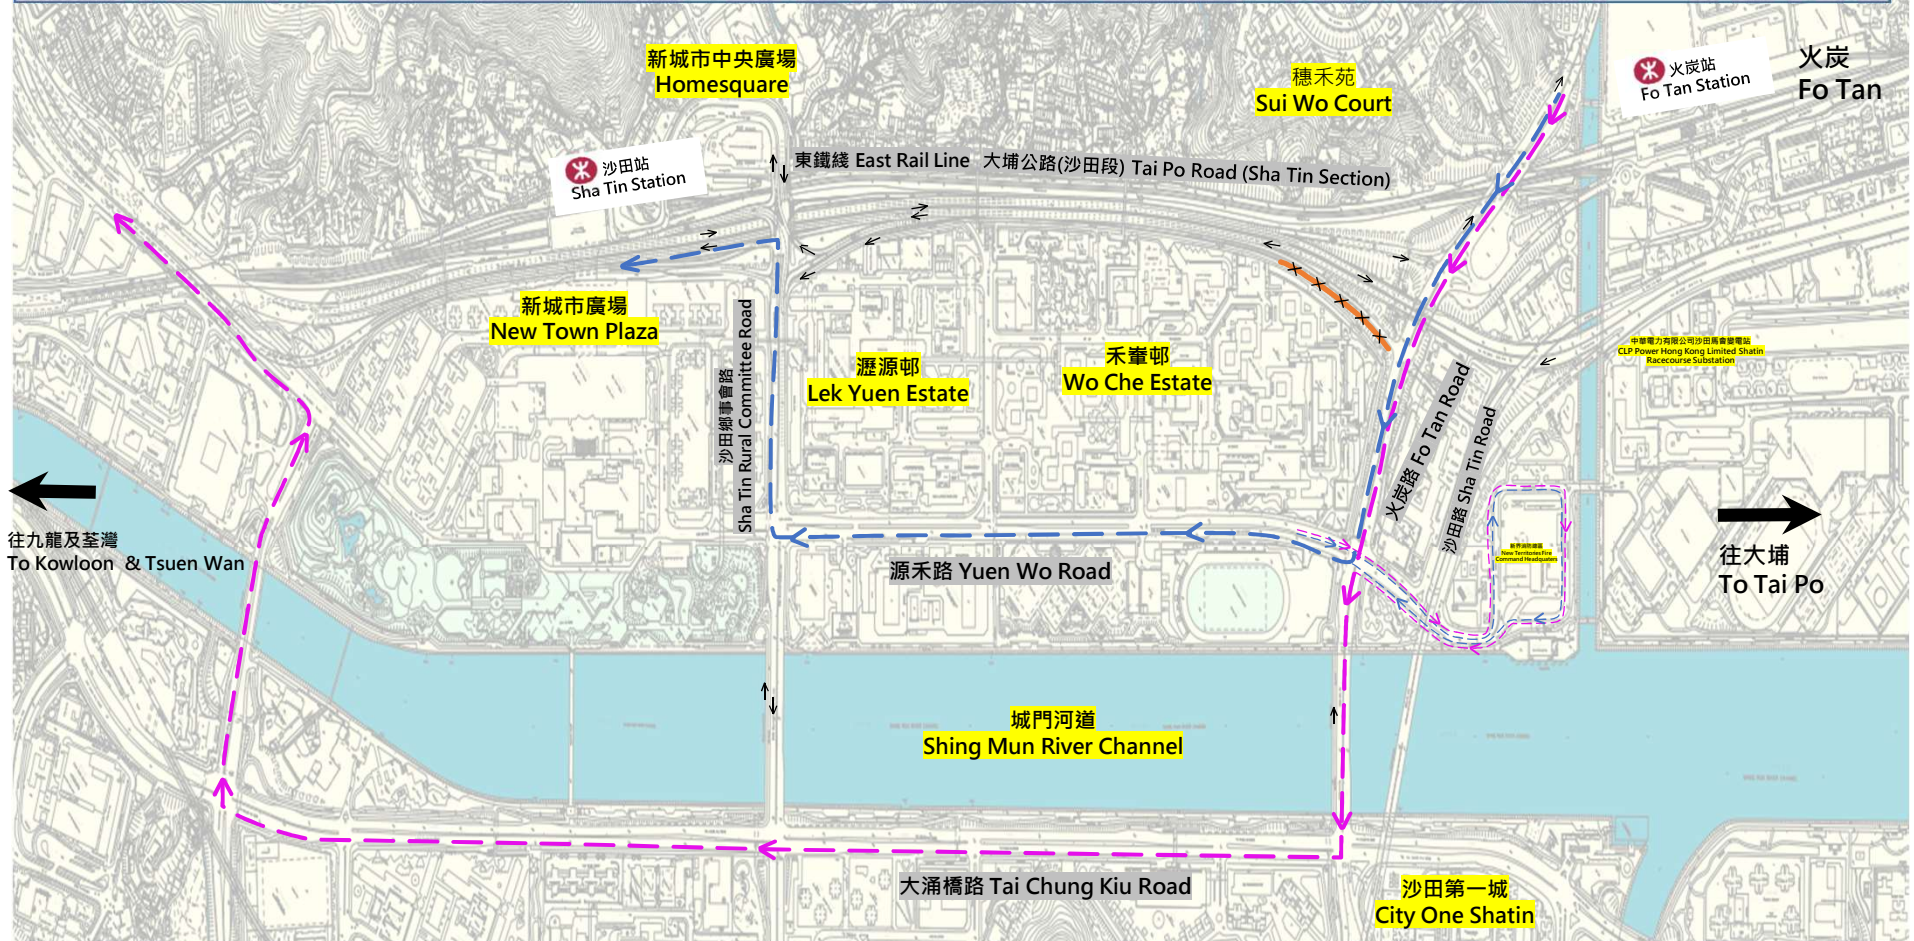 新城市中央廣場
Homesquare
穗禾苑
Sui Wo Court
火炭站
Fo Tan Station
火炭
Fo Tan
沙田站
Sha Tin Station
東鐵綫 East Rail Line 大埔公路(沙田段) Tai Po Road (Sha Tin Section)
新城市廣場
New Town Plaza
沙田鄉事會路
Sha Tin Rural Committee Road
瀝源邨
Lek Yuen Estate
禾輋邨
Wo Che Estate
中華電力有限公司沙田馬會變電站
CLP Power Hong Kong Limited Shatin
Racecourse Substation
火炭路 Fo Tan Road
沙田路 Sha Tin Road
往九龍及荃灣
To Kowloon & Tsuen Wan
源禾路 Yuen Wo Road
New Territories Fire
Command Headquaters
往大埔
To Tai Po
城門河道
Shing Mun River Channel
大涌橋路 Tai Chung Kiu Road
沙田第一城
City One Shatin